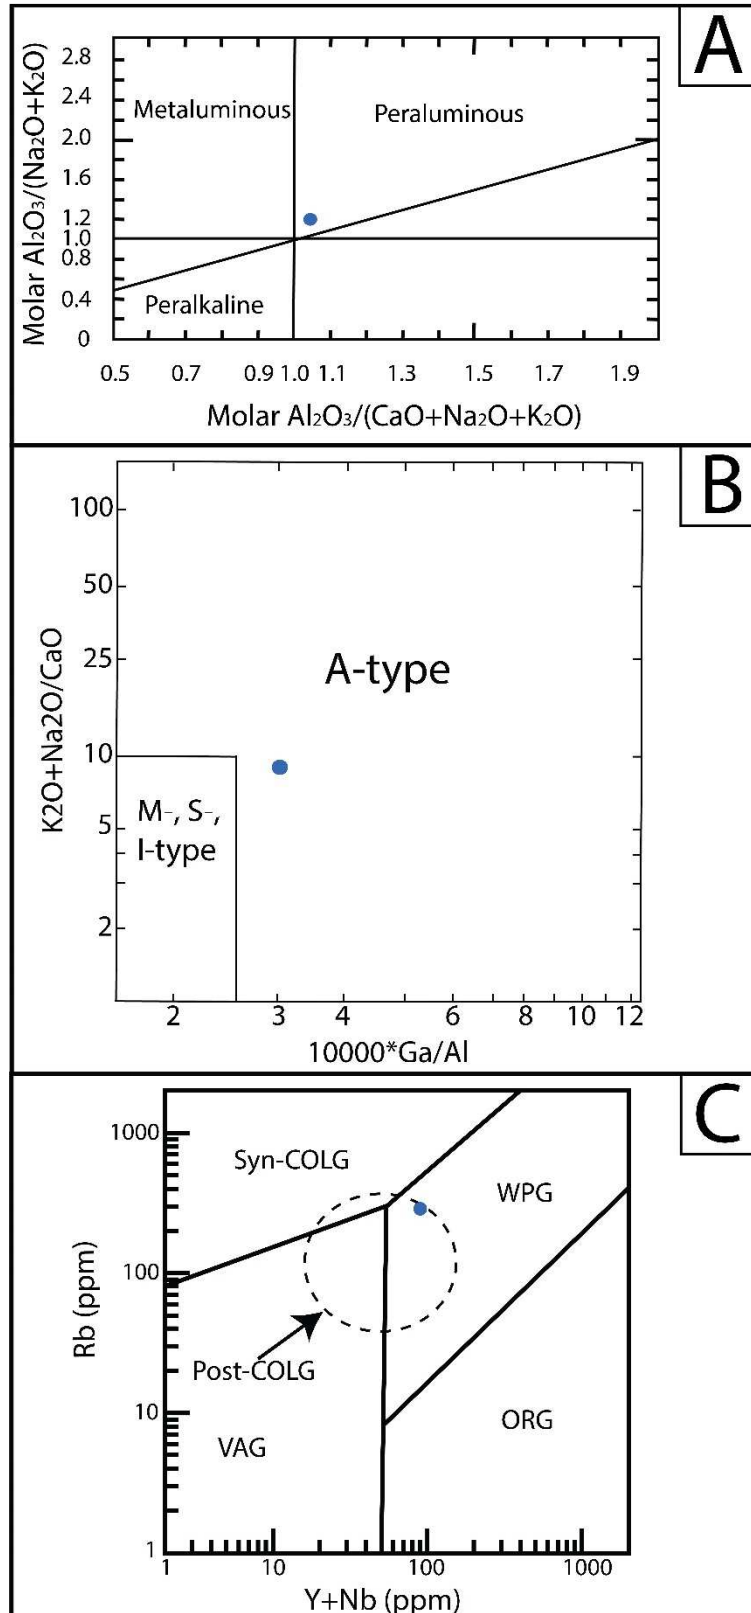 A
Molar Al₂O₃/(Na₂O+K₂O)
2.8
2.4
2.0
1.6
1.2
1.0
0.8
0.4
0
Metaluminous
Peraluminous
Peralkaline
0.5 0.7 0.9 1.0 1.1 1.3 1.5 1.7 1.9
Molar Al₂O₃/(CaO+Na₂O+K₂O)
B
K2O+Na2O/CaO
100
50
25
10
5
2
A-type
M-, S-,
I-type
2 3 4 6 8 10 12
10000*Ga/Al
C
Rb (ppm)
1000
100
10
1
Syn-COLG
WPG
Post-COLG
VAG
ORG
1 10 100 1000
Y+Nb (ppm)